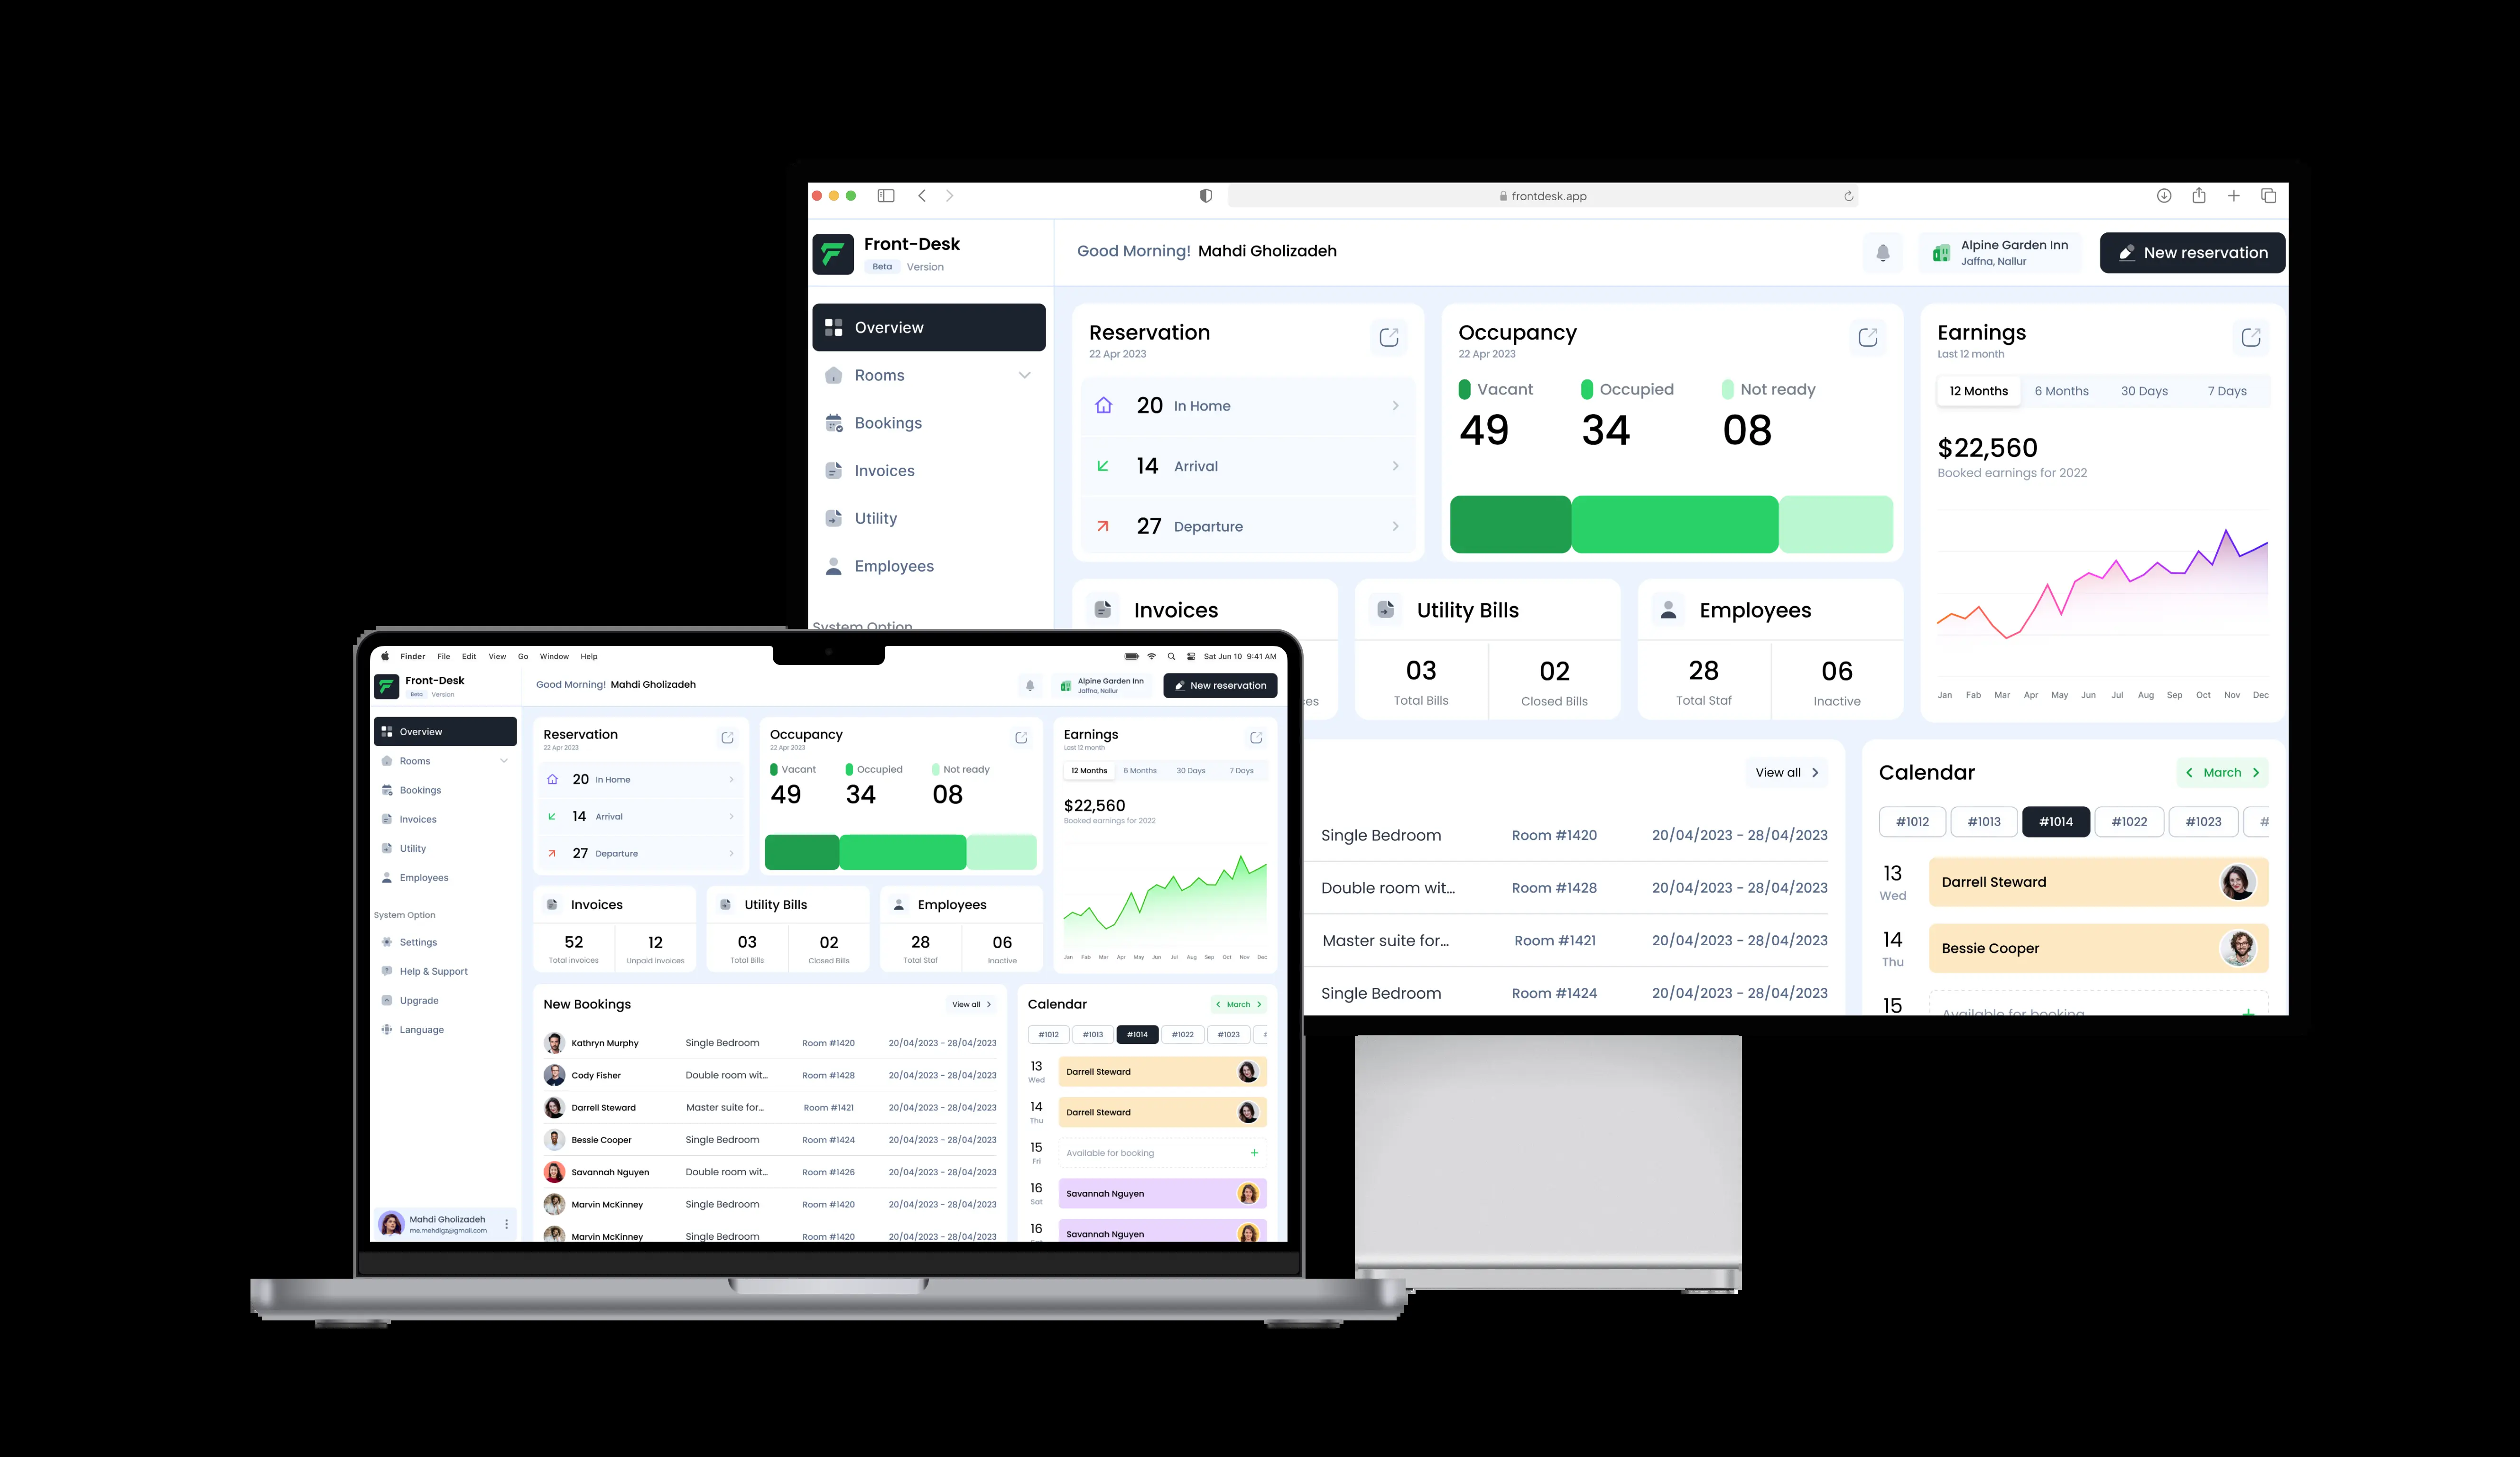 frontdesk.app
Front-Desk
Beta Version
Good Morning! Mahdi Gholizadeh
Alpine Garden Inn
Jaffna, Nallur
New reservation
Overview
Rooms
Bookings
Invoices
Utility
Employees
System Option
Reservation
22 Apr 2023
20 In Home
14 Arrival
27 Departure
Occupancy
22 Apr 2023
Vacant Occupied Not ready
49 34 08
Earnings
Last 12 month
12 Months 6 Months 30 Days 7 Days
$22,560
Booked earnings for 2022
Jan Fab Mar Apr May Jun Jul Aug Sep Oct Nov Dec
Invoices
es
Utility Bills
03 02
Total Bills Closed Bills
Employees
28 06
Total Staf Inactive
View all
Single Bedroom Room #1420 20/04/2023 - 28/04/2023
Double room wit... Room #1428 20/04/2023 - 28/04/2023
Master suite for... Room #1421 20/04/2023 - 28/04/2023
Single Bedroom Room #1424 20/04/2023 - 28/04/2023
Calendar
March
#1012 #1013 #1014 #1022 #1023 #
13 Darrell Steward
Wed
14 Bessie Cooper
Thu
15 Available for booking
Finder File Edit View Go Window Help Sat Jun 10 9:41 AM
Front-Desk
Beta Version
Good Morning! Mahdi Gholizadeh
Alpine Garden Inn
Jaffna, Nallur
New reservation
Overview
Rooms
Bookings
Invoices
Utility
Employees
System Option
Settings
Help & Support
Upgrade
Language
Mahdi Gholizadeh
me.mehdigz@gmail.com
Reservation
22 Apr 2023
20 In Home
14 Arrival
27 Departure
Occupancy
22 Apr 2023
Vacant Occupied Not ready
49 34 08
Earnings
Last 12 month
12 Months 6 Months 30 Days 7 Days
$22,560
Booked earnings for 2022
Jan Fab Mar Apr May Jun Jul Aug Sep Oct Nov Dec
Invoices
52 12
Total invoices Unpaid invoices
Utility Bills
03 02
Total Bills Closed Bills
Employees
28 06
Total Staf Inactive
New Bookings
View all
Kathryn Murphy Single Bedroom Room #1420 20/04/2023 - 28/04/2023
Cody Fisher Double room wit... Room #1428 20/04/2023 - 28/04/2023
Darrell Steward Master suite for... Room #1421 20/04/2023 - 28/04/2023
Bessie Cooper Single Bedroom Room #1424 20/04/2023 - 28/04/2023
Savannah Nguyen Double room wit... Room #1426 20/04/2023 - 28/04/2023
Marvin McKinney Single Bedroom Room #1420 20/04/2023 - 28/04/2023
Marvin McKinney Single Bedroom Room #1420 20/04/2023 - 28/04/2023
Calendar
March
#1012 #1013 #1014 #1022 #1023 #
13 Darrell Steward
Wed
14 Darrell Steward
Thu
15 Available for booking
Fri
16 Savannah Nguyen
Sat
16 Savannah Nguyen